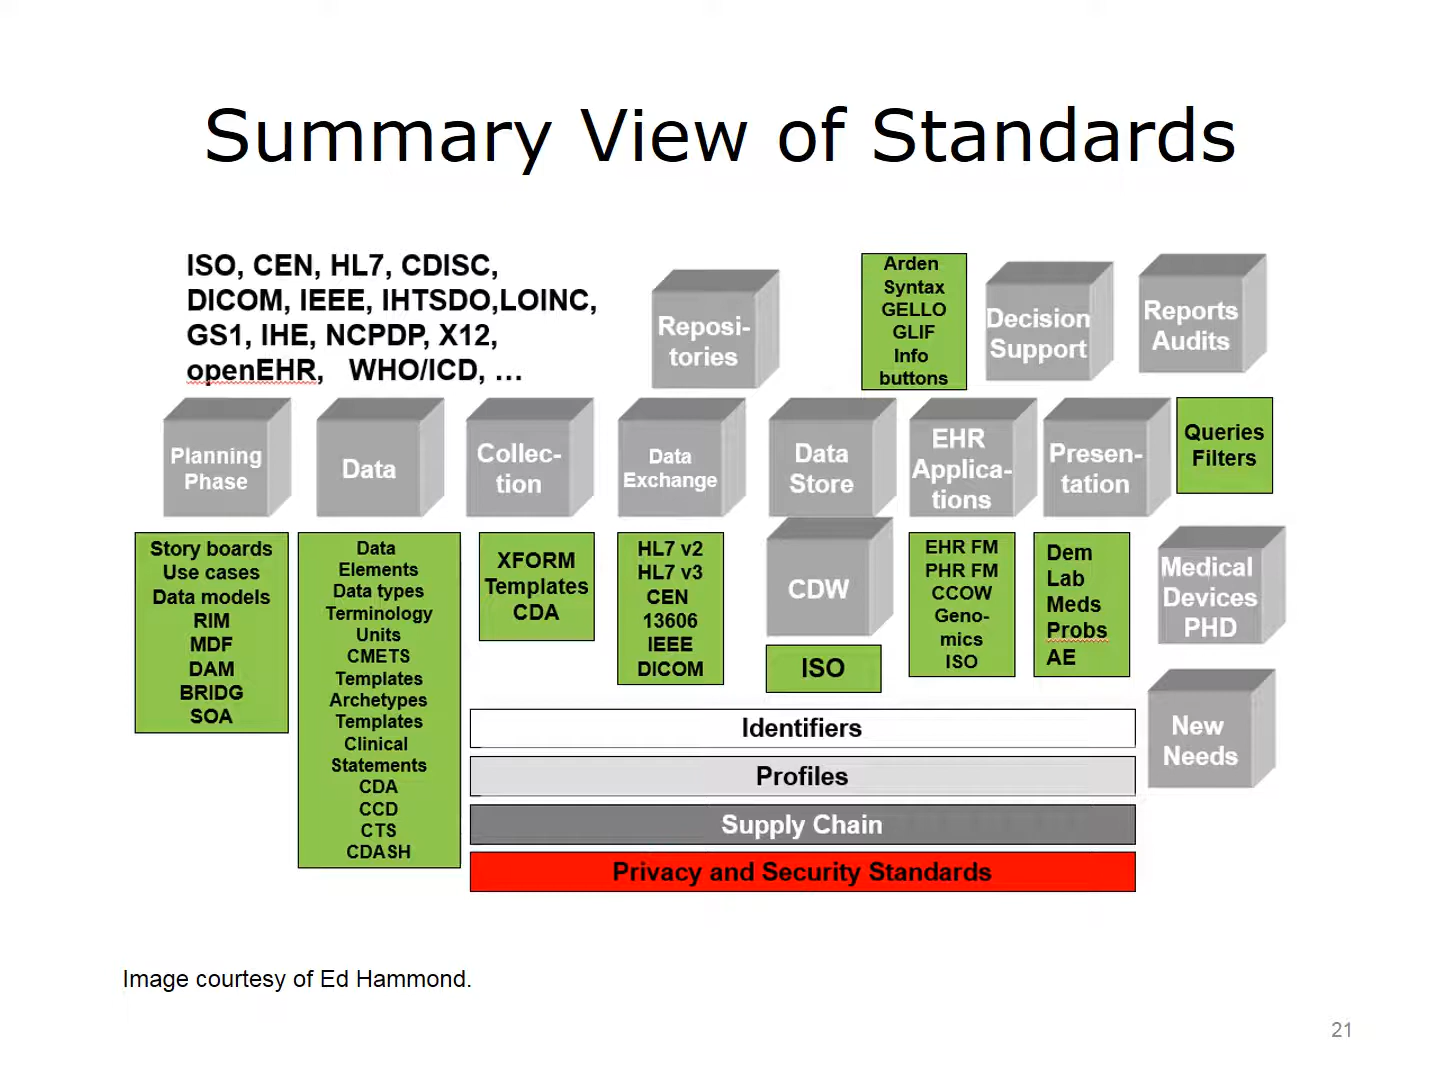 Summary View of Standards
ISO, CEN, HL7, CDISC,
DICOM, IEEE, IHTSDO,LOINC,
GS1, IHE, NCPDP, X12,
openEHR, WHO/ICD, …
Reposi-
tories
Arden
Syntax
GELLO
GLIF
Info
buttons
Decision
Support
Reports
Audits
Planning
Phase
Data
Collec-
tion
Data
Exchange
Data
Store
EHR
Applica-
tions
Presen-
tation
Queries
Filters
Story boards
Use cases
Data models
RIM
MDF
DAM
BRIDG
SOA
Data
Elements
Data types
Terminology
Units
CMETS
Templates
Archetypes
Templates
Clinical
Statements
CDA
CCD
CTS
CDASH
XFORM
Templates
CDA
HL7 v2
HL7 v3
CEN
13606
IEEE
DICOM
CDW
ISO
EHR FM
PHR FM
CCOW
Geno-
mics
ISO
Dem
Lab
Meds
Probs
AE
Medical
Devices
PHD
New
Needs
Identifiers
Profiles
Supply Chain
Privacy and Security Standards
Image courtesy of Ed Hammond.
21